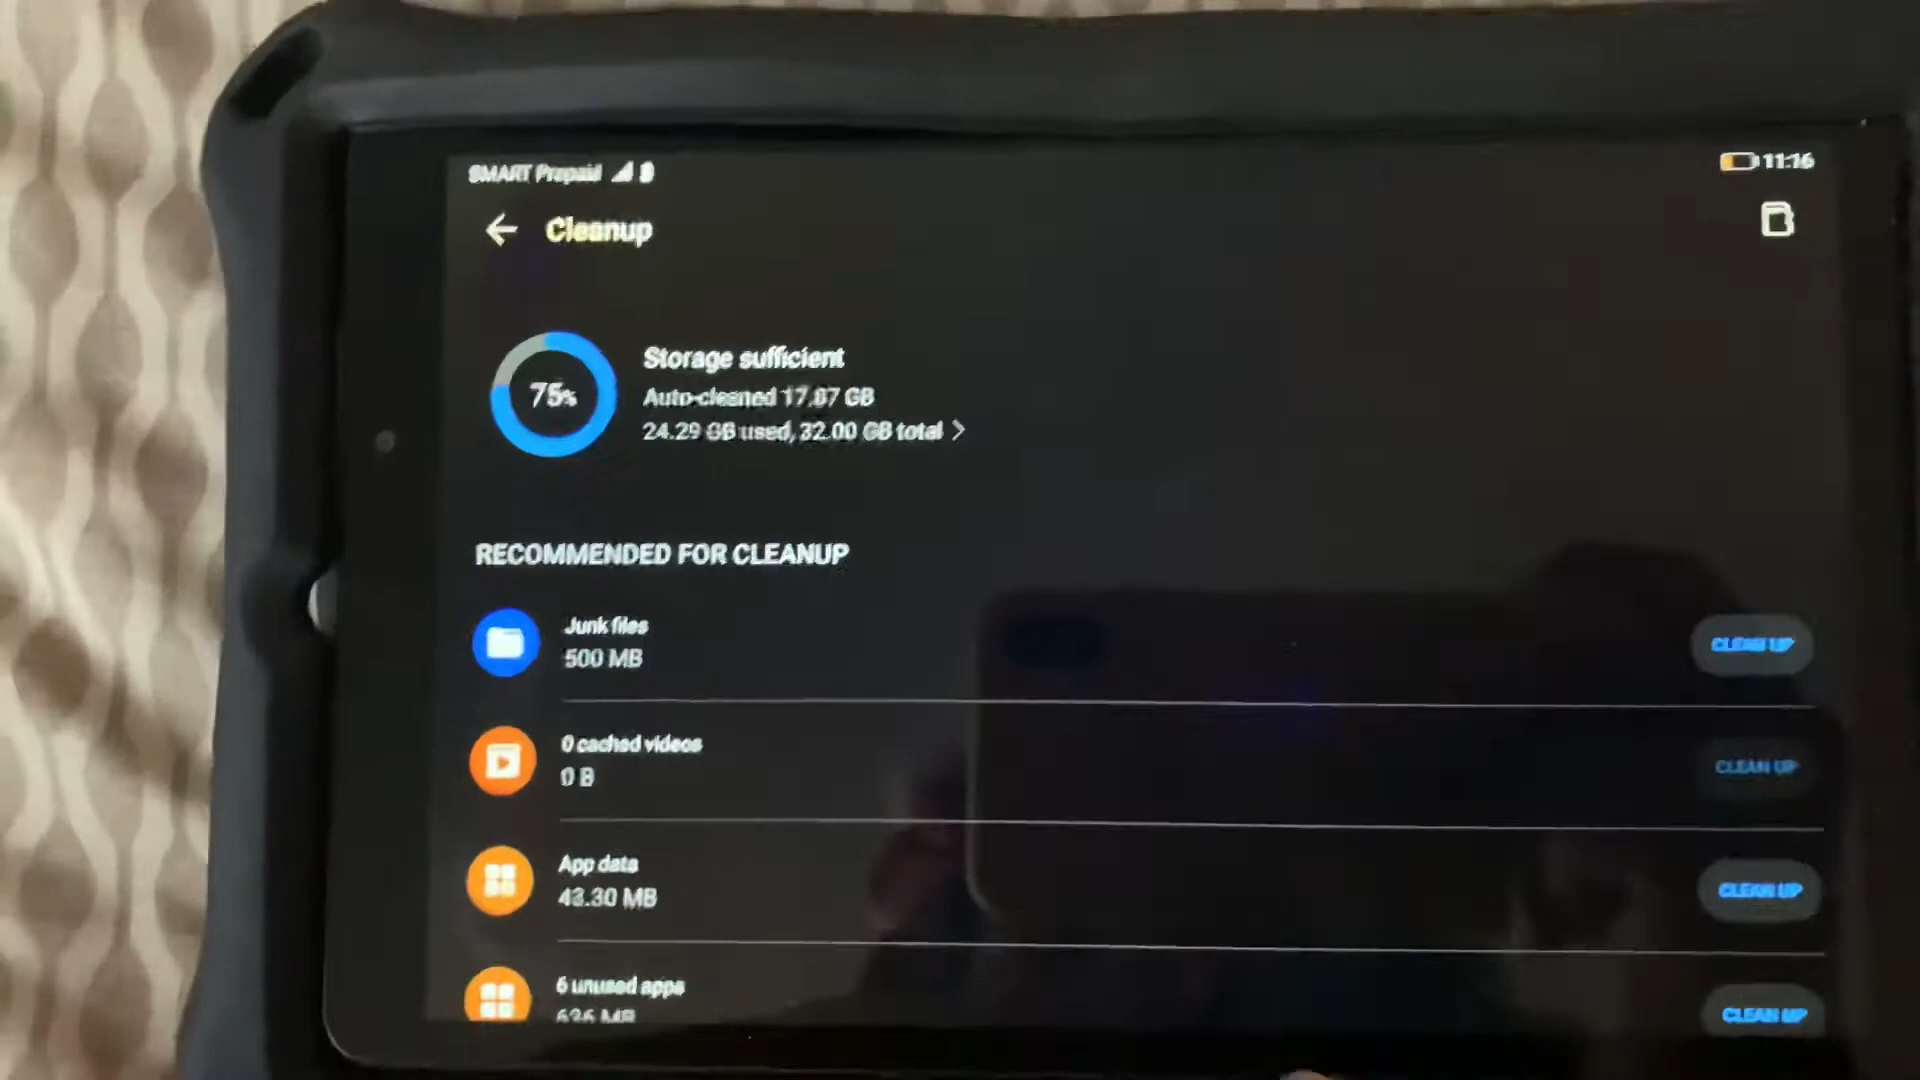 SMART Prepaid
11:16
Cleanup
75%
Storage sufficient
Auto-cleaned 17.87 GB
24.29 GB used, 32.00 GB total
RECOMMENDED FOR CLEANUP
Junk files
500 MB
CLEAN UP
0 cached videos
0 B
CLEAN UP
App data
43.30 MB
CLEAN UP
6 unused apps
636 MB
CLEAN UP